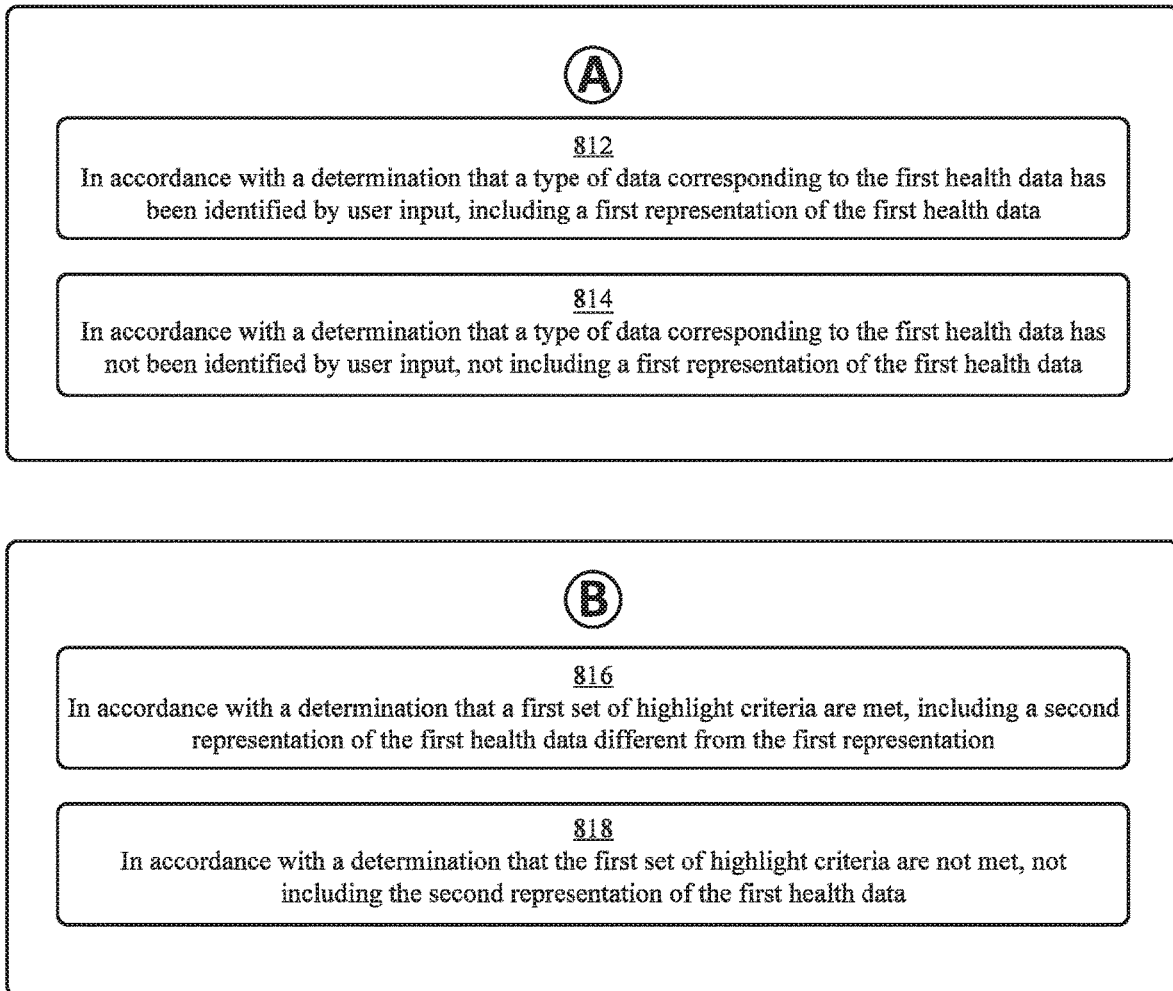 A
812
In accordance with a determination that a type of data corresponding to the first health data has
been identified by user input, including a first representation of the first health data
814
In accordance with a determination that a type of data corresponding to the first health data has
not been identified by user input, not including a first representation of the first health data
B
816
In accordance with a determination that a first set of highlight criteria are met, including a second
representation of the first health data different from the first representation
818
In accordance with a determination that the first set of highlight criteria are not met, not
including the second representation of the first health data